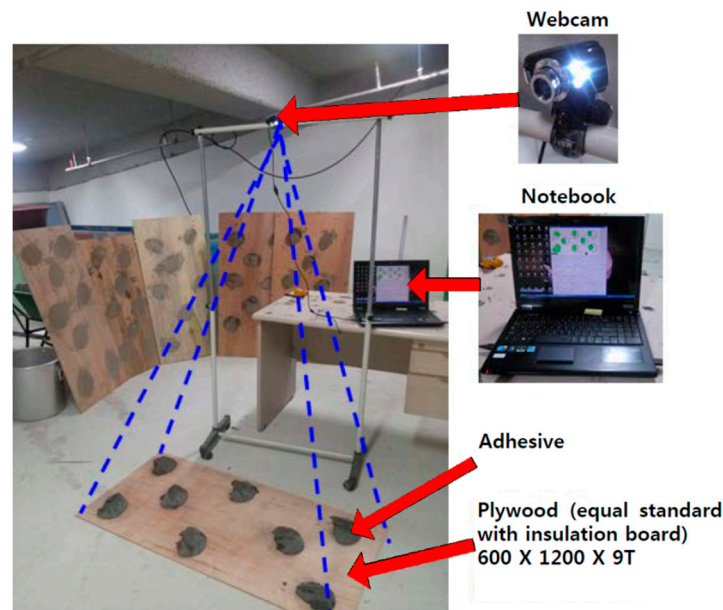 Webcam
Notebook
Adhesive
Plywood (equal standard
with insulation board)
600 X 1200 X 9T